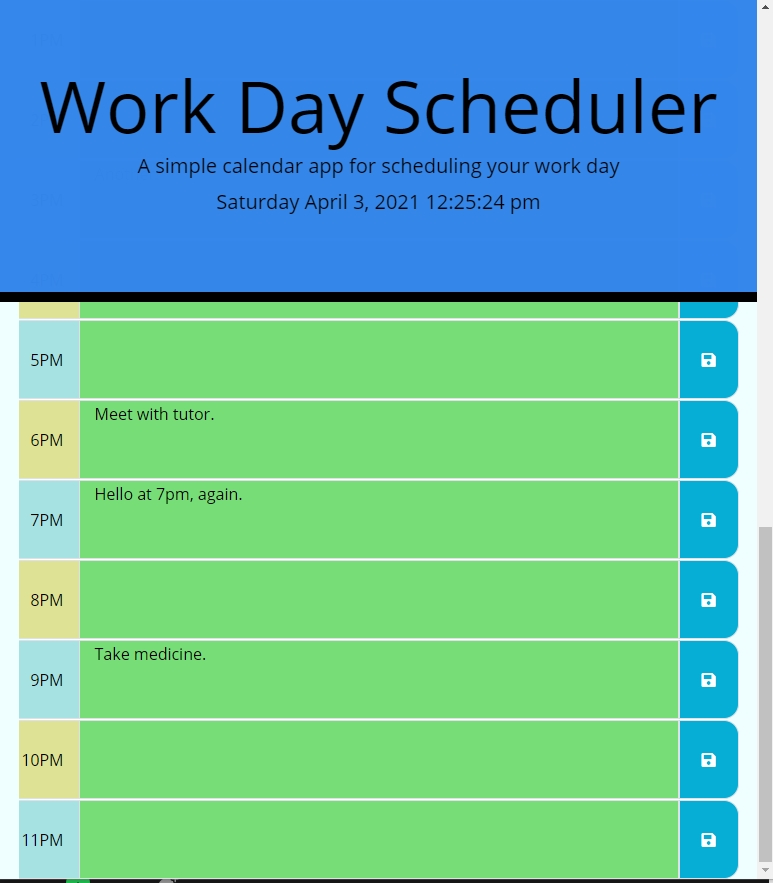 Work Day Scheduler
A simple calendar app for scheduling your work day
Saturday April 3, 2021 12:25:24 pm
5PM
Meet with tutor.
6PM
Hello at 7pm, again.
7PM
8PM
Take medicine.
9PM
10PM
11PM